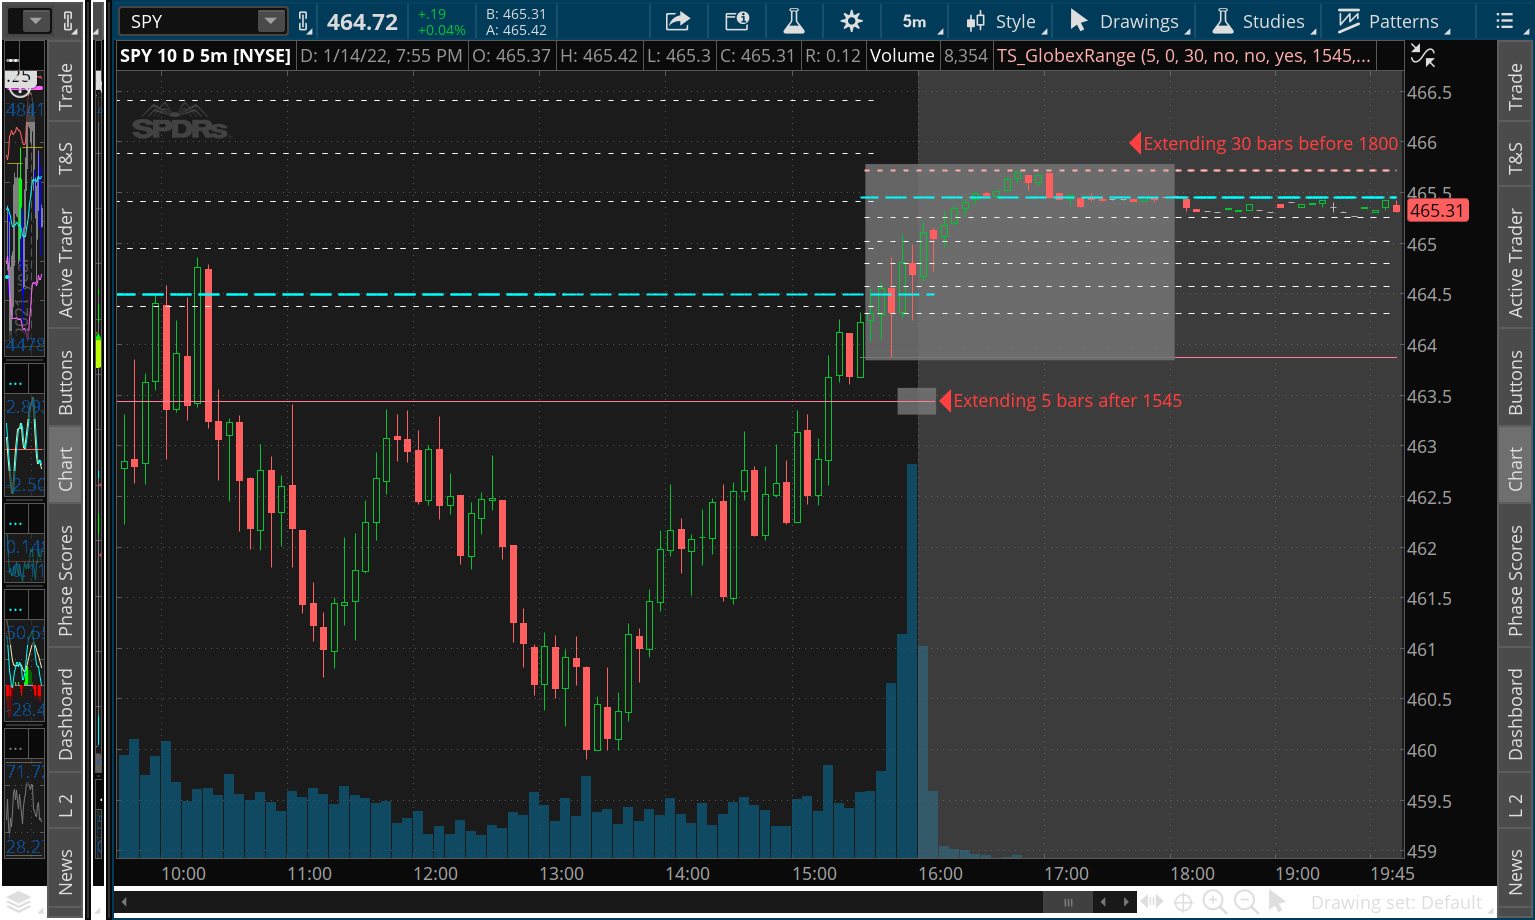 SPY
464.72
+.19
+0.04%
B: 465.31
A: 465.42
5m
Style
Drawings
Studies
Patterns
SPY 10 D 5m [NYSE]
D: 1/14/22, 7:55 PM
O: 465.37
H: 465.42
L: 465.3
C: 465.31
R: 0.12
Volume
8,354
TS_GlobexRange (5, 0, 30, no, no, yes, 1545,...
SPDRs
Extending 30 bars before 1800
Extending 5 bars after 1545
466.5
466
465.5
465.31
465
464.5
464
463.5
463
462.5
462
461.5
461
460.5
460
459.5
459
10:00
11:00
12:00
13:00
14:00
15:00
16:00
17:00
18:00
19:00
19:45
Drawing set: Default
Trade
T&S
Active Trader
Buttons
Chart
Phase Scores
Dashboard
L 2
News
Trade
T&S
Active Trader
Buttons
Chart
Phase Scores
Dashboard
L 2
News
.25
4841
4478
...
...
...
...